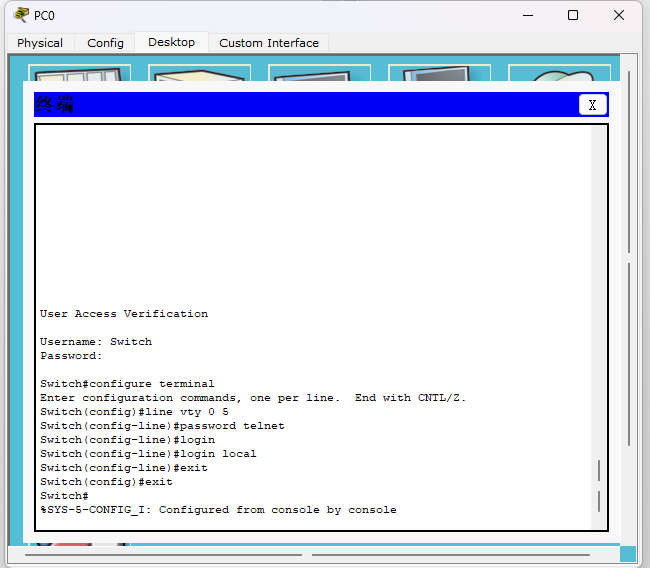 PC0
Physical Config Desktop Custom Interface
终端
X
User Access Verification
Username: Switch
Password:
Switch#configure terminal
Enter configuration commands, one per line.  End with CNTL/Z.
Switch(config)#line vty 0 5
Switch(config-line)#password telnet
Switch(config-line)#login
Switch(config-line)#login local
Switch(config-line)#exit
Switch(config)#exit
Switch#
%SYS-5-CONFIG_I: Configured from console by console